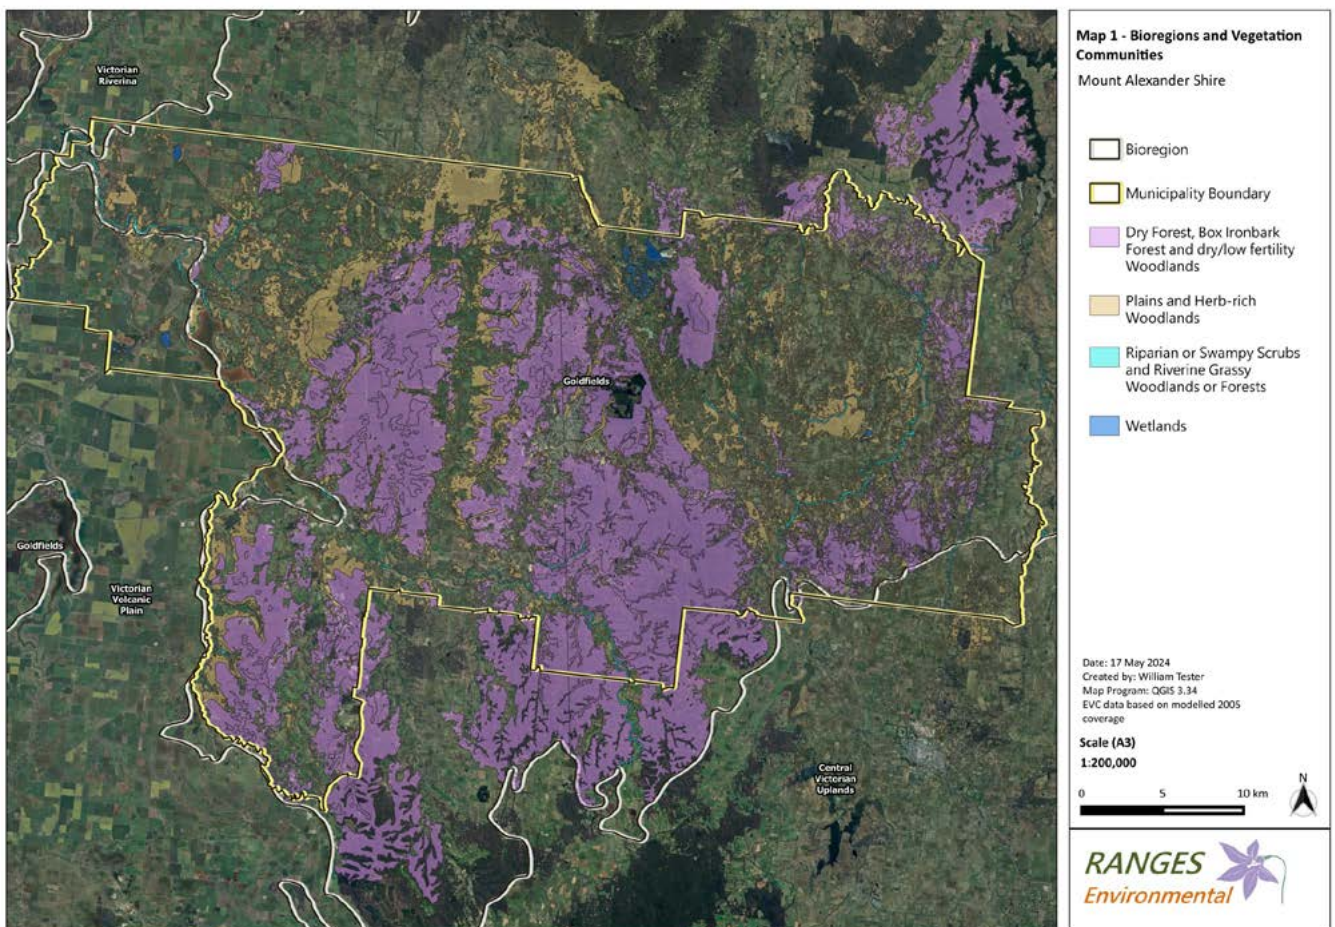 Map 1 - Bioregions and Vegetation
Communities
Mount Alexander Shire
Bioregion
Municipality Boundary
Dry Forest, Box Ironbark
Forest and dry/low fertility
Woodlands
Plains and Herb-rich
Woodlands
Riparian or Swampy Scrubs
and Riverine Grassy
Woodlands or Forests
Wetlands
Date: 17 May 2024
Created by: William Tester
Map Program: QGIS 3.34
EVC data based on modelled 2005
coverage
Scale (A3)
1:200,000
0 5 10 km
N
RANGES
Environmental
Victorian
Riverina
Goldfields
Goldfields
Victorian
Volcanic
Plain
Central
Victorian
Uplands